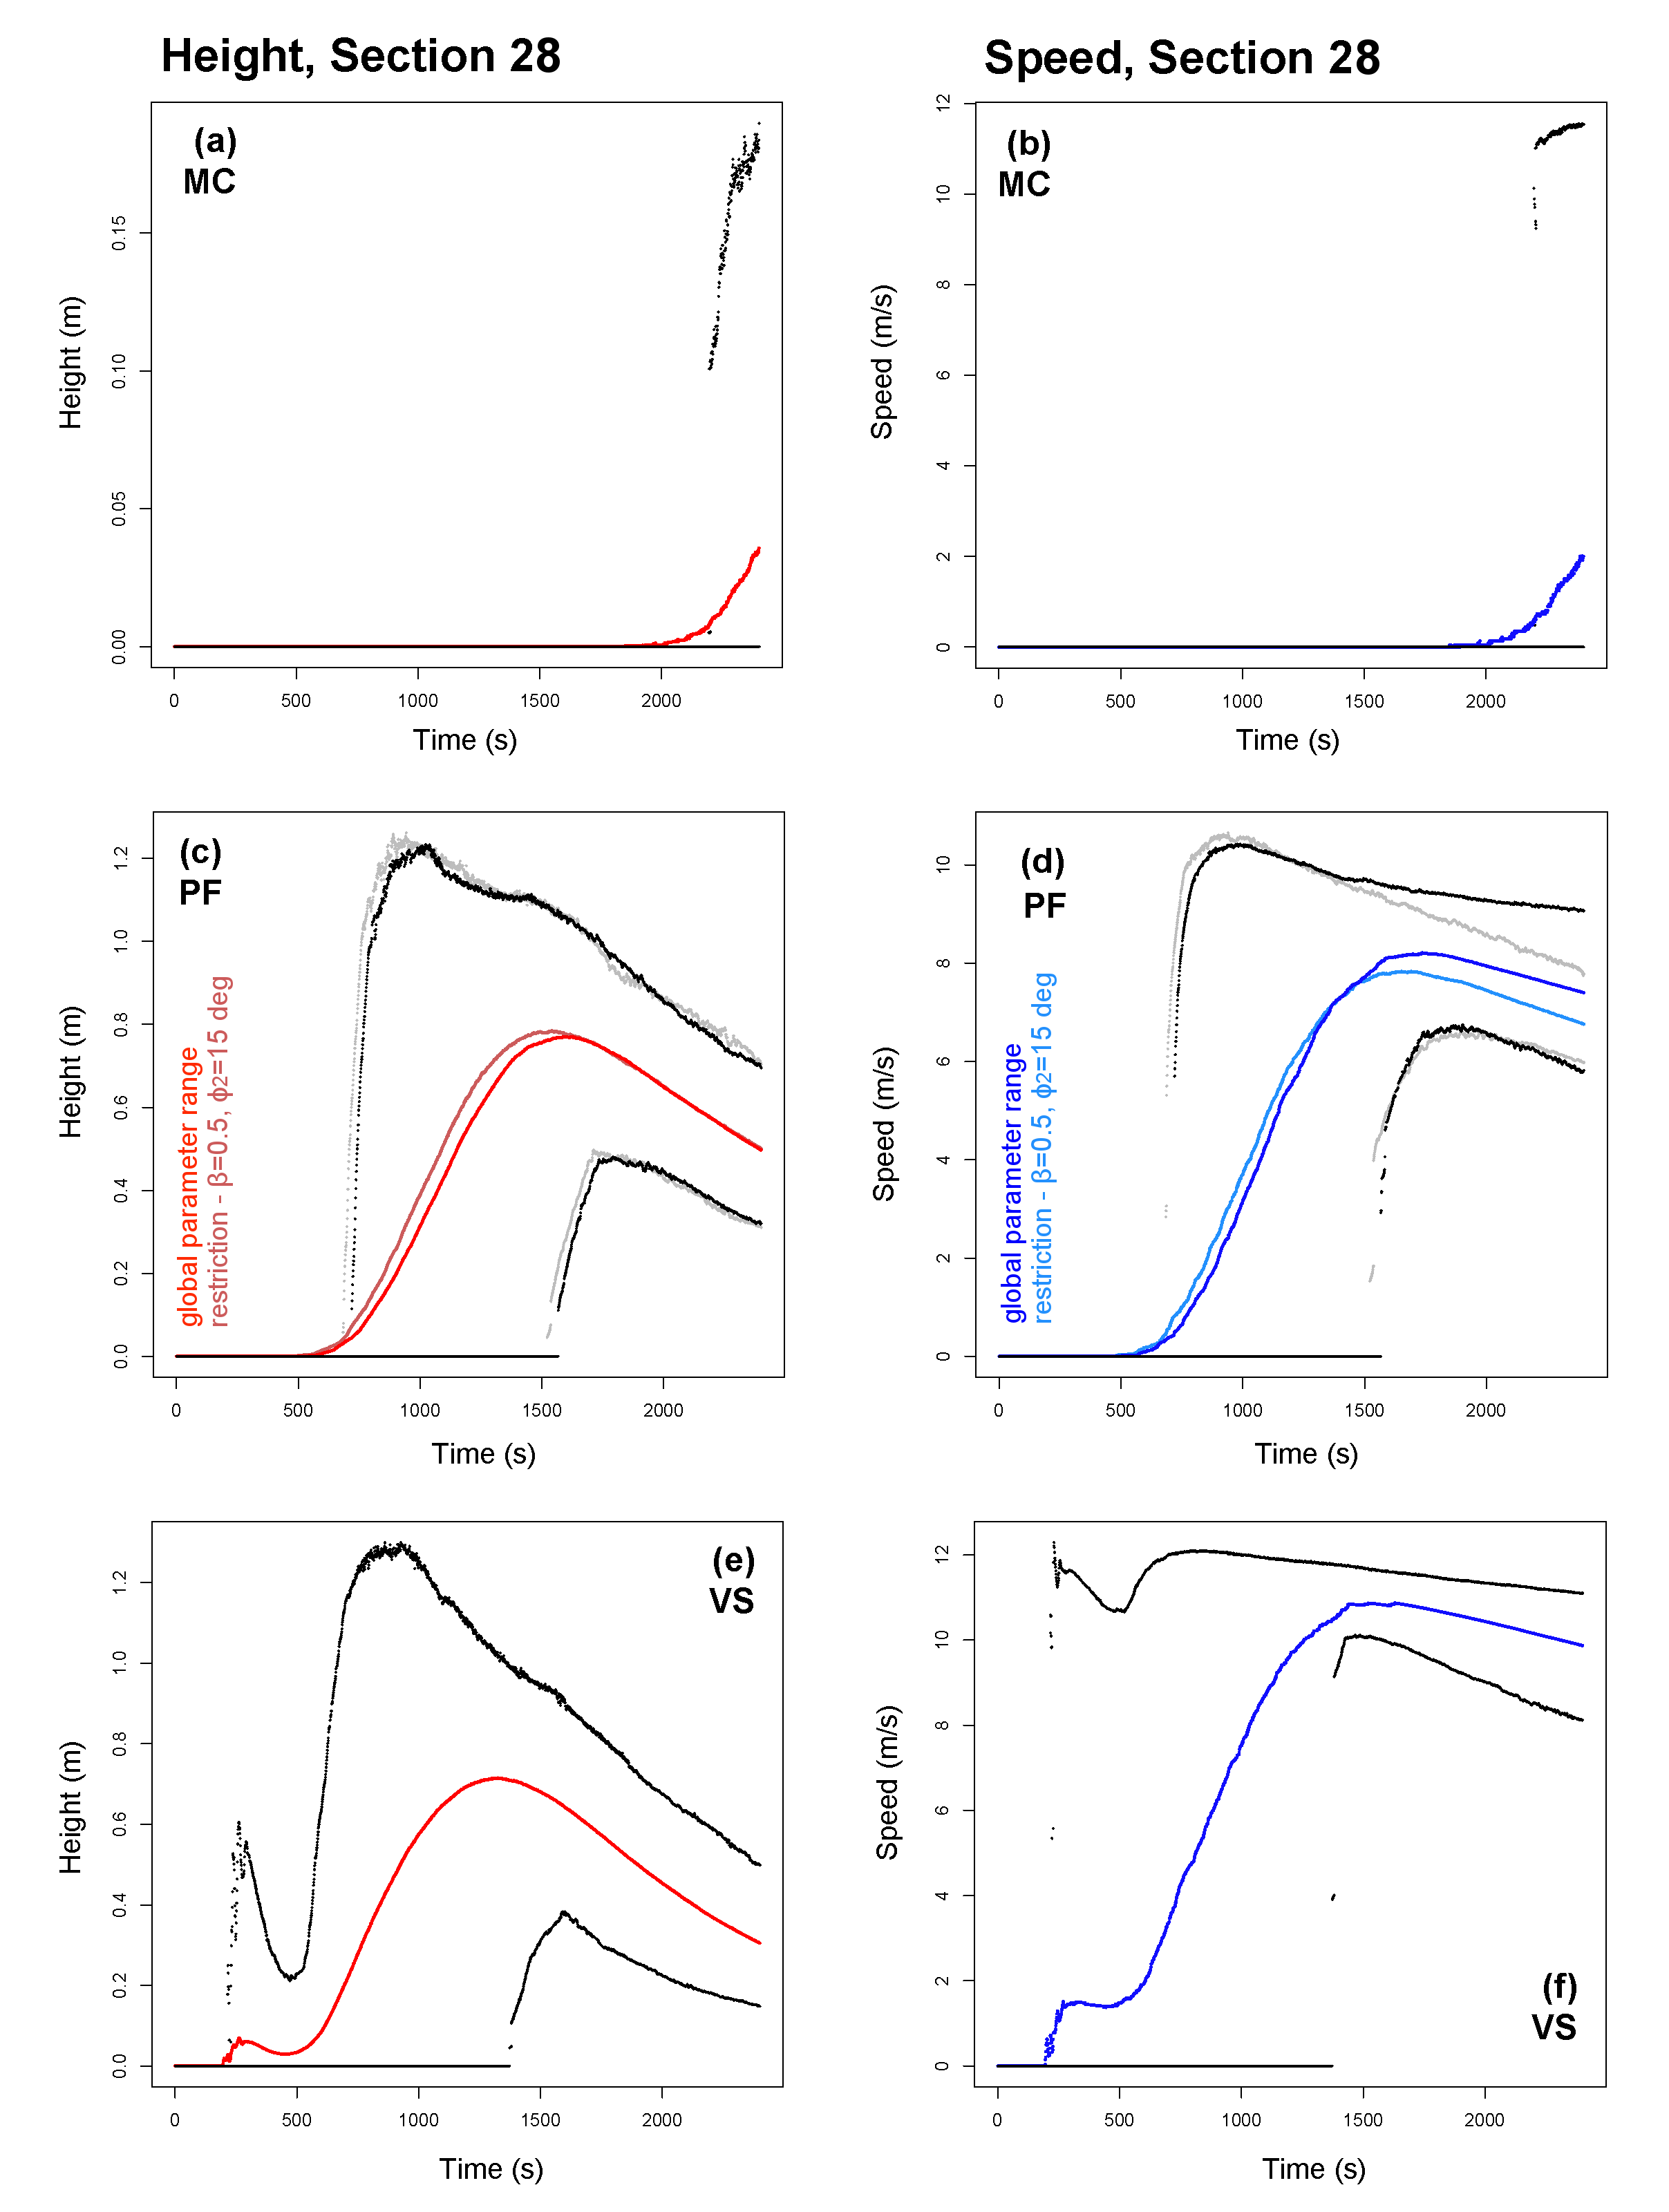 Height, Section 28
Speed, Section 28
(a)
MC
Height (m)
0.00
0.05
0.10
0.15
0
500
1000
1500
2000
Time (s)
(b)
MC
Speed (m/s)
0
2
4
6
8
10
12
0
500
1000
1500
2000
Time (s)
(c)
PF
global parameter range
restriction - β=0.5, ϕ2=15 deg
Height (m)
0.0
0.2
0.4
0.6
0.8
1.0
1.2
0
500
1000
1500
2000
Time (s)
(d)
PF
global parameter range
restriction - β=0.5, ϕ2=15 deg
Speed (m/s)
0
2
4
6
8
10
0
500
1000
1500
2000
Time (s)
(e)
VS
Height (m)
0.0
0.2
0.4
0.6
0.8
1.0
1.2
0
500
1000
1500
2000
Time (s)
(f)
VS
Speed (m/s)
0
2
4
6
8
10
12
0
500
1000
1500
2000
Time (s)